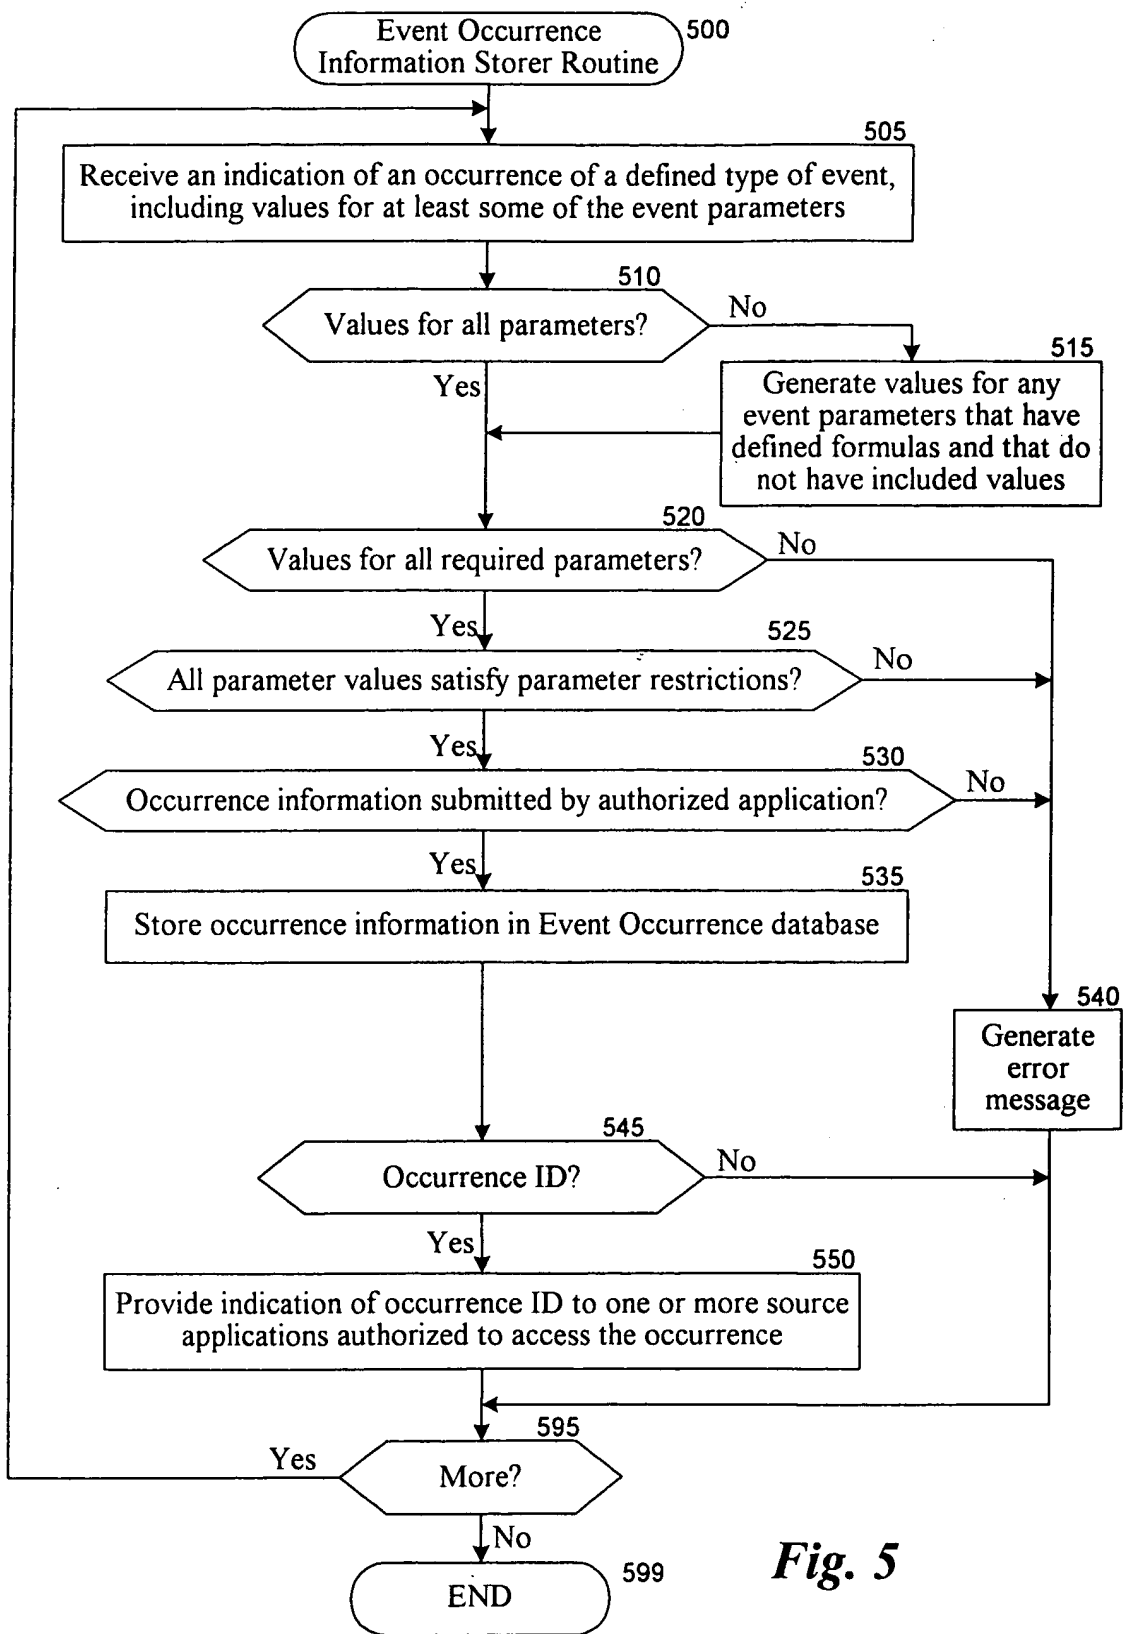 Event Occurrence
Information Storer Routine
500
505
Receive an indication of an occurrence of a defined type of event,
including values for at least some of the event parameters
510
Values for all parameters?
No
Yes
515
Generate values for any
event parameters that have
defined formulas and that do
not have included values
520
Values for all required parameters?
No
Yes
525
All parameter values satisfy parameter restrictions?
No
Yes
530
Occurrence information submitted by authorized application?
No
Yes
535
Store occurrence information in Event Occurrence database
540
Generate
error
message
545
Occurrence ID?
No
Yes
550
Provide indication of occurrence ID to one or more source
applications authorized to access the occurrence
595
More?
Yes
No
END
599
Fig. 5